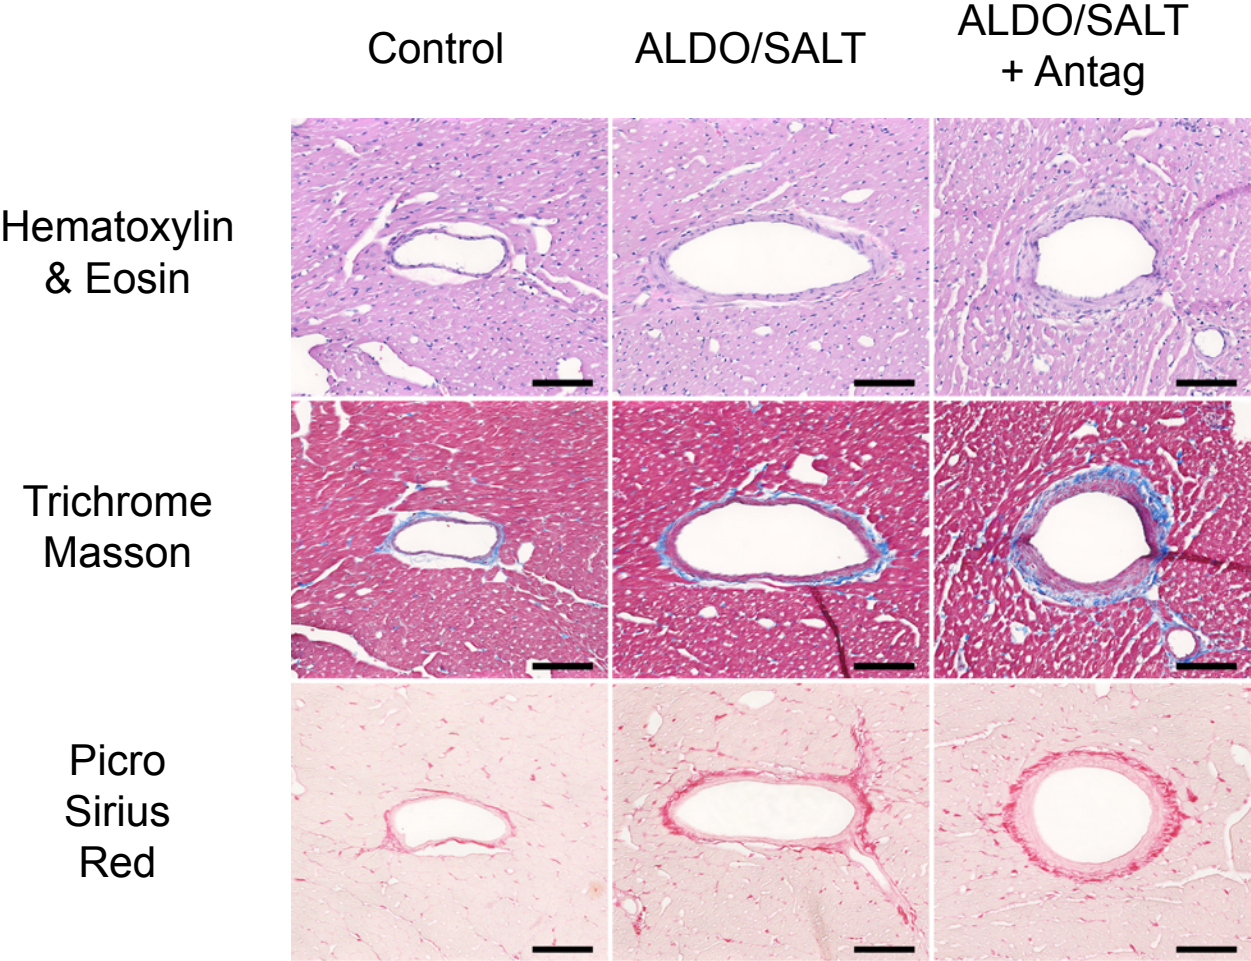 Control
ALDO/SALT
ALDO/SALT
+ Antag
Hematoxylin
& Eosin
Trichrome
Masson
Picro
Sirius
Red